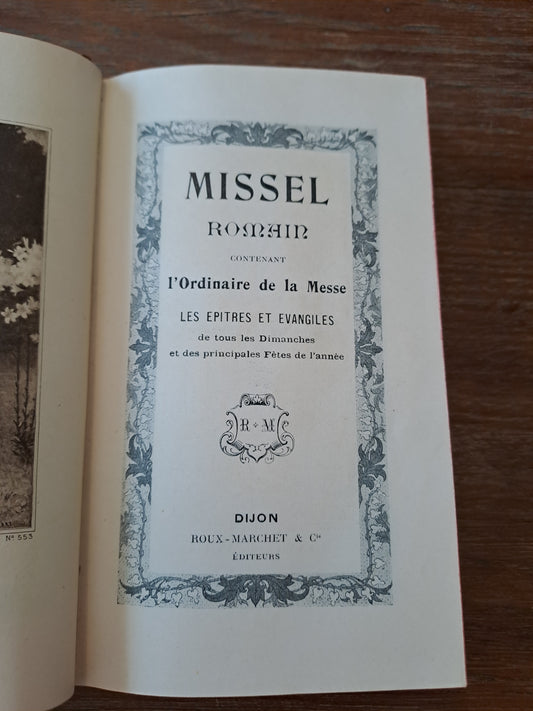 MISSEL
ROMAIN
CONTENANT
l'Ordinaire de la Messe
LES EPITRES ET EVANGILES
de tous les Dimanches
et des principales Fêtes de l'année
R M
DIJON
ROUX-MARCHET & Cie
ÉDITEURS
No 553